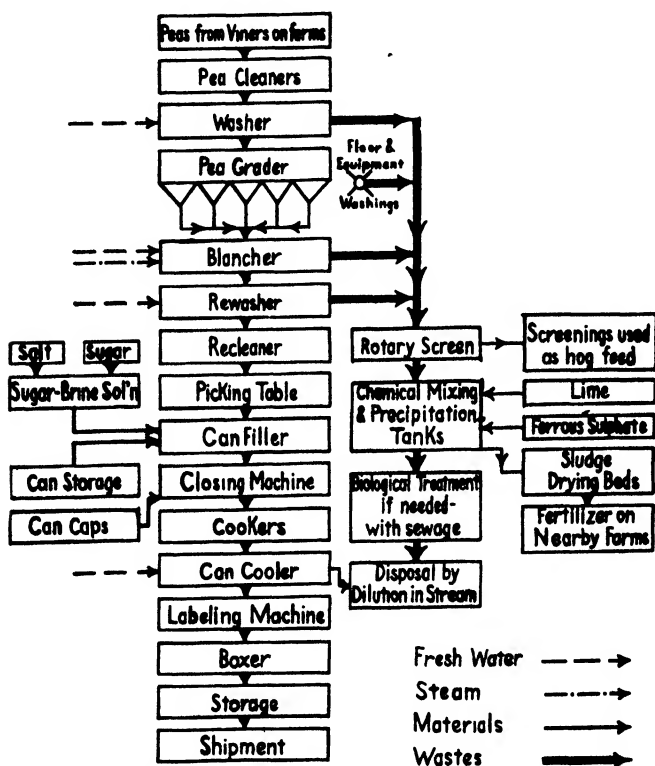 Peas from Viners on farms
Pea Cleaners
Washer
Pea Grader
Floor &
Equipment
Washings
Blancher
Rewasher
Recleaner
Picking Table
Can Filler
Closing Machine
Cookers
Can Cooler
Labeling Machine
Boxer
Storage
Shipment
Salt
Sugar
Sugar-Brine Sol'n
Can Storage
Can Caps
Rotary Screen
Chemical Mixing
& Precipitation
Tanks
Biological Treatment
if needed-
with sewage
Disposal by
Dilution in Stream
Screenings used
as hog feed
Lime
Ferrous Sulphate
Sludge
Drying Beds
Fertilizer on
Nearby Farms
Fresh Water
Steam
Materials
Wastes